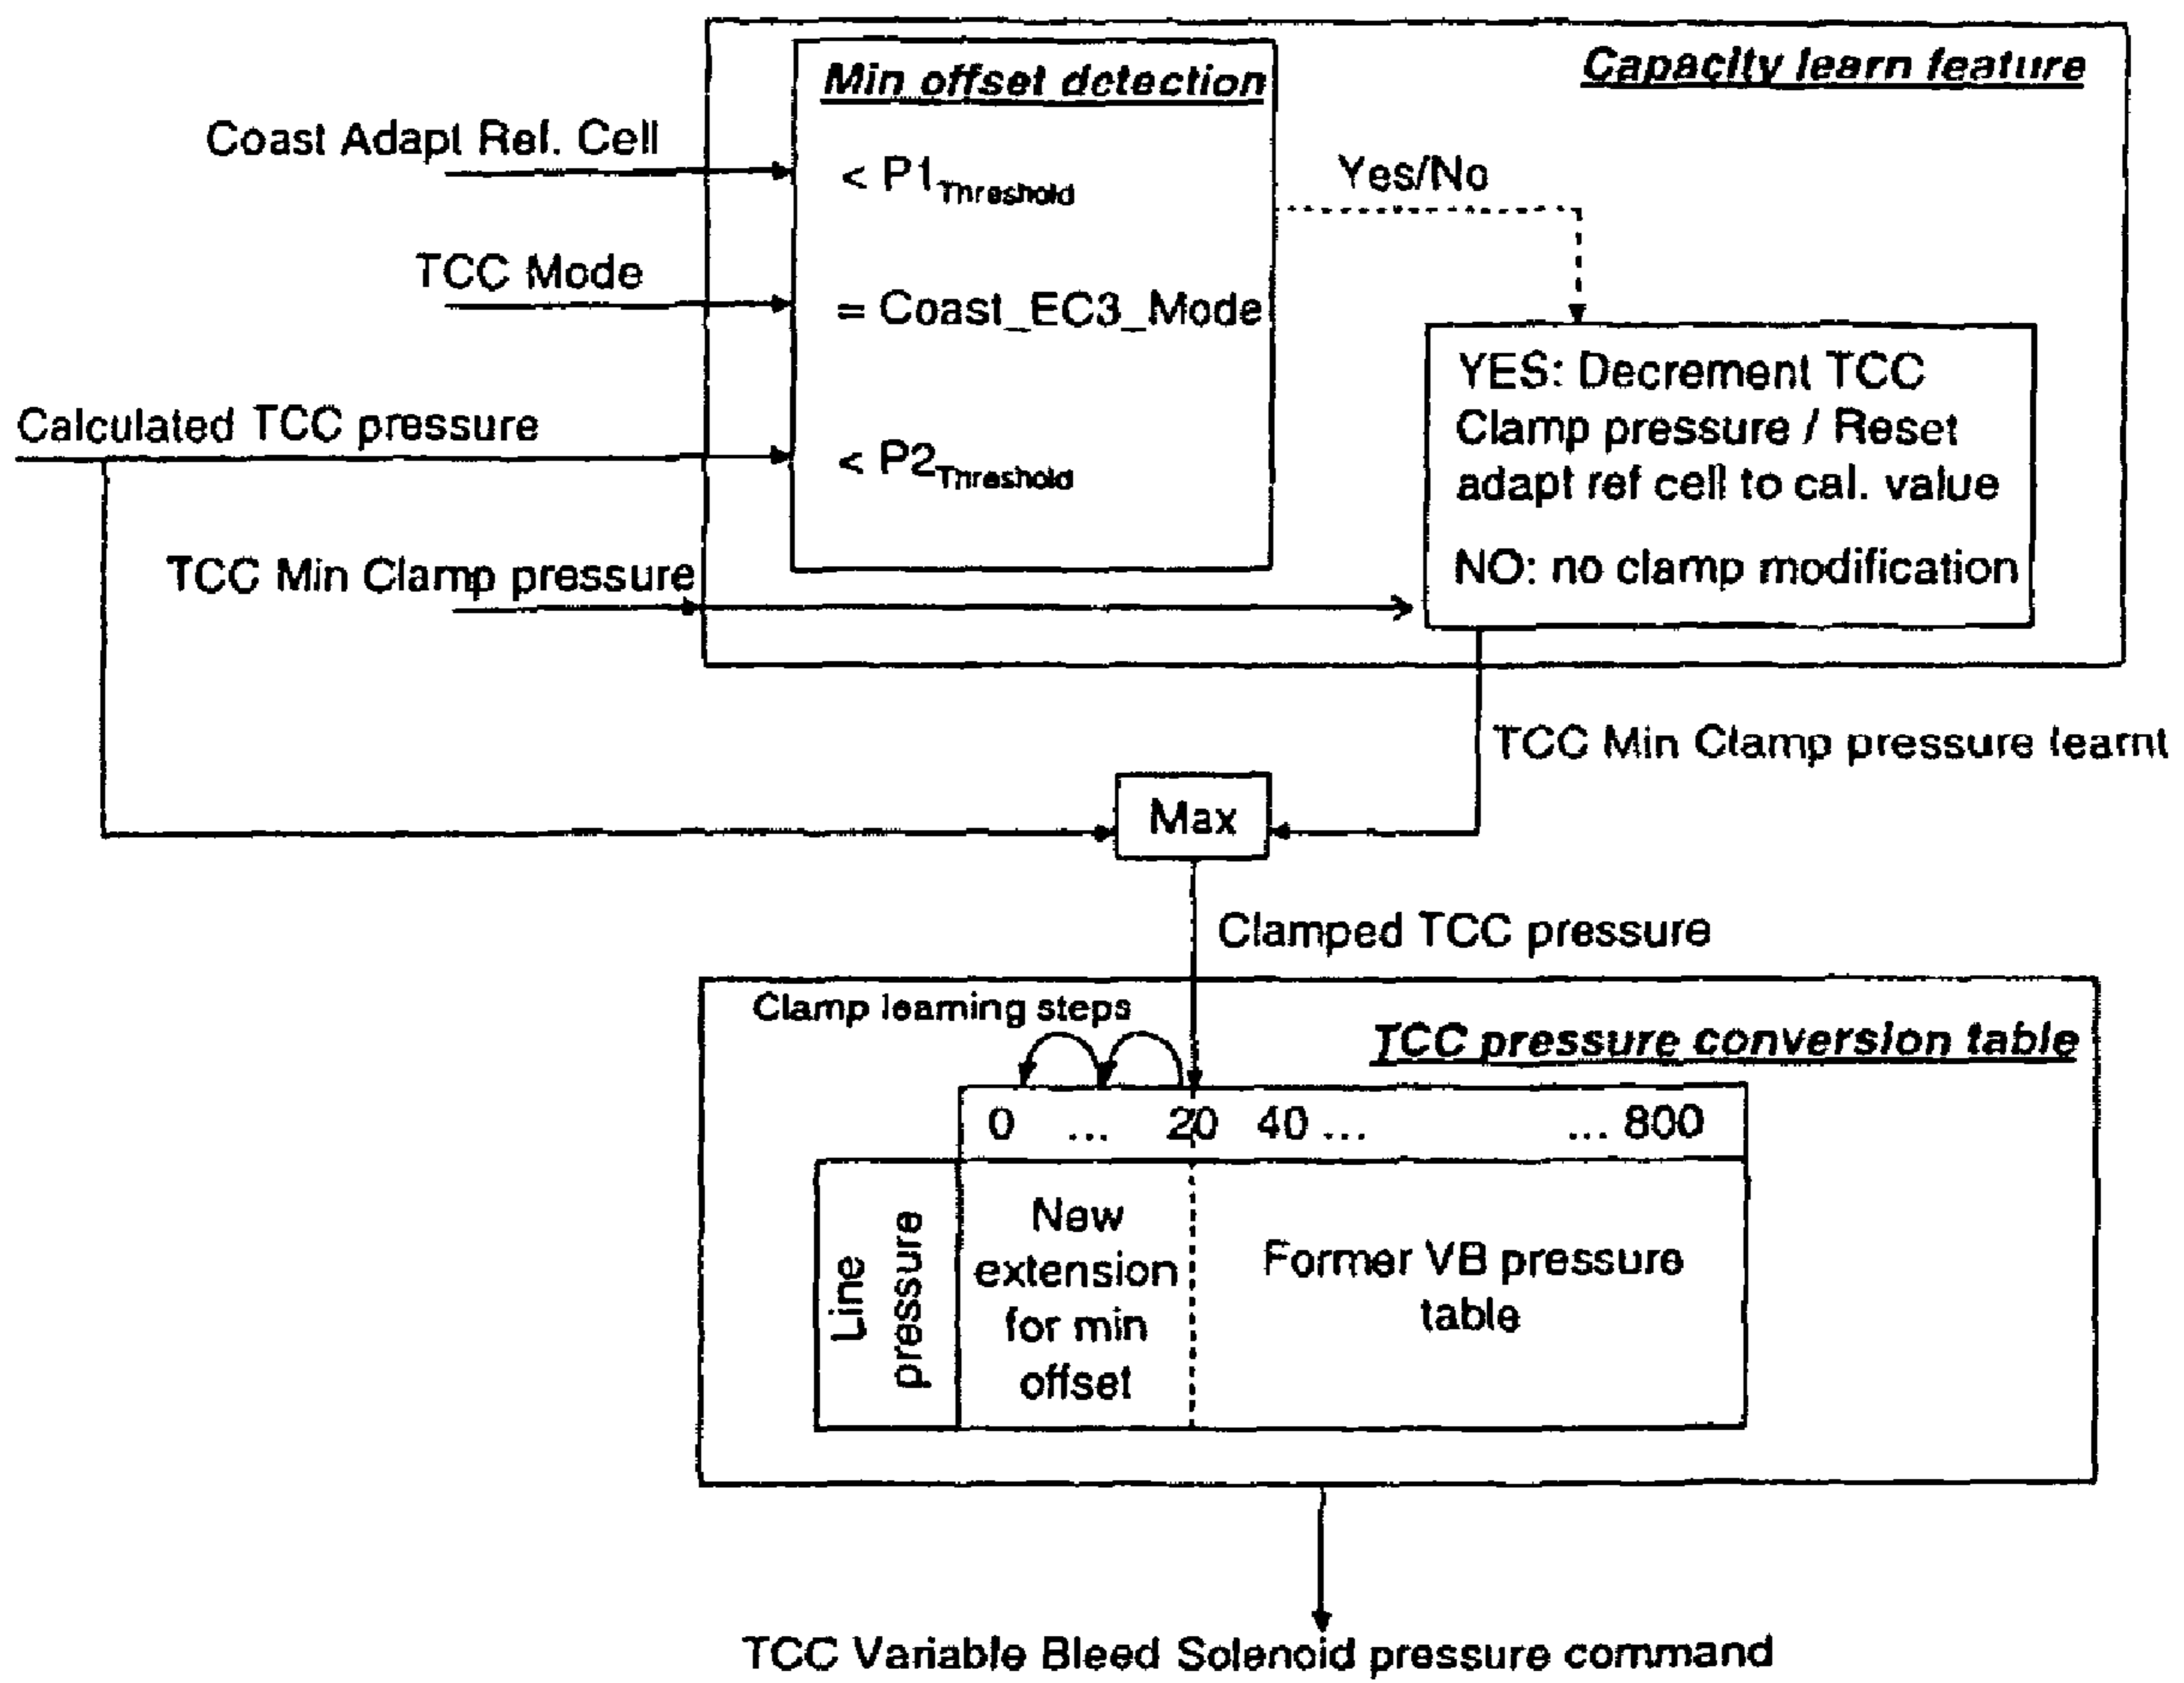 Capacity learn feature
Min offset detection
Coast Adapt Ref. Cell
< P1Threshold
Yes/No
TCC Mode
= Coast_EC3_Mode
YES: Decrement TCC
Clamp pressure / Reset
adapt ref cell to cal. value
NO: no clamp modification
Calculated TCC pressure
< P2Threshold
TCC Min Clamp pressure
TCC Min Clamp pressure learnt
Max
Clamped TCC pressure
Clamp learning steps
TCC pressure conversion table
0 ... 20 40 ... ... 800
Line
pressure
New
extension
for min
offset
Former VB pressure
table
TCC Variable Bleed Solenoid pressure command